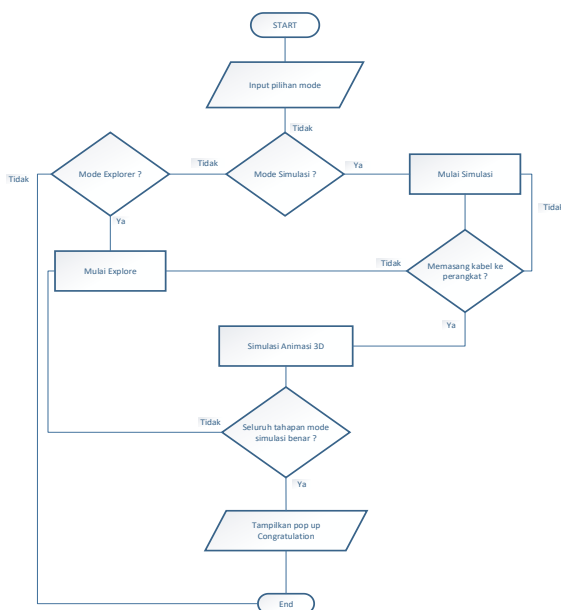 START
Input pilihan mode
Tidak
Tidak
Mode Explorer ?
Tidak
Mode Simulasi ?
Ya
Mulai Simulasi
Tidak
Ya
Mulai Explore
Tidak
Memasang kabel ke
perangkat ?
Ya
Simulasi Animasi 3D
Tidak
Seluruh tahapan mode
simulasi benar ?
Ya
Tampilkan pop up
Congratulation
End